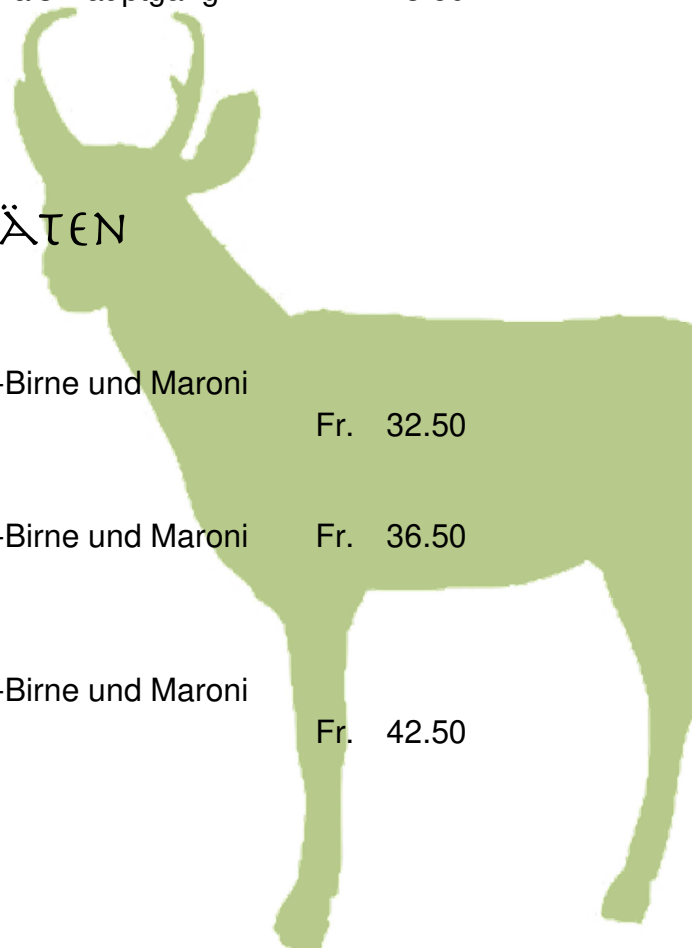 ÄTEN
-Birne und Maroni
Fr. 32.50
-Birne und Maroni Fr. 36.50
-Birne und Maroni
Fr. 42.50